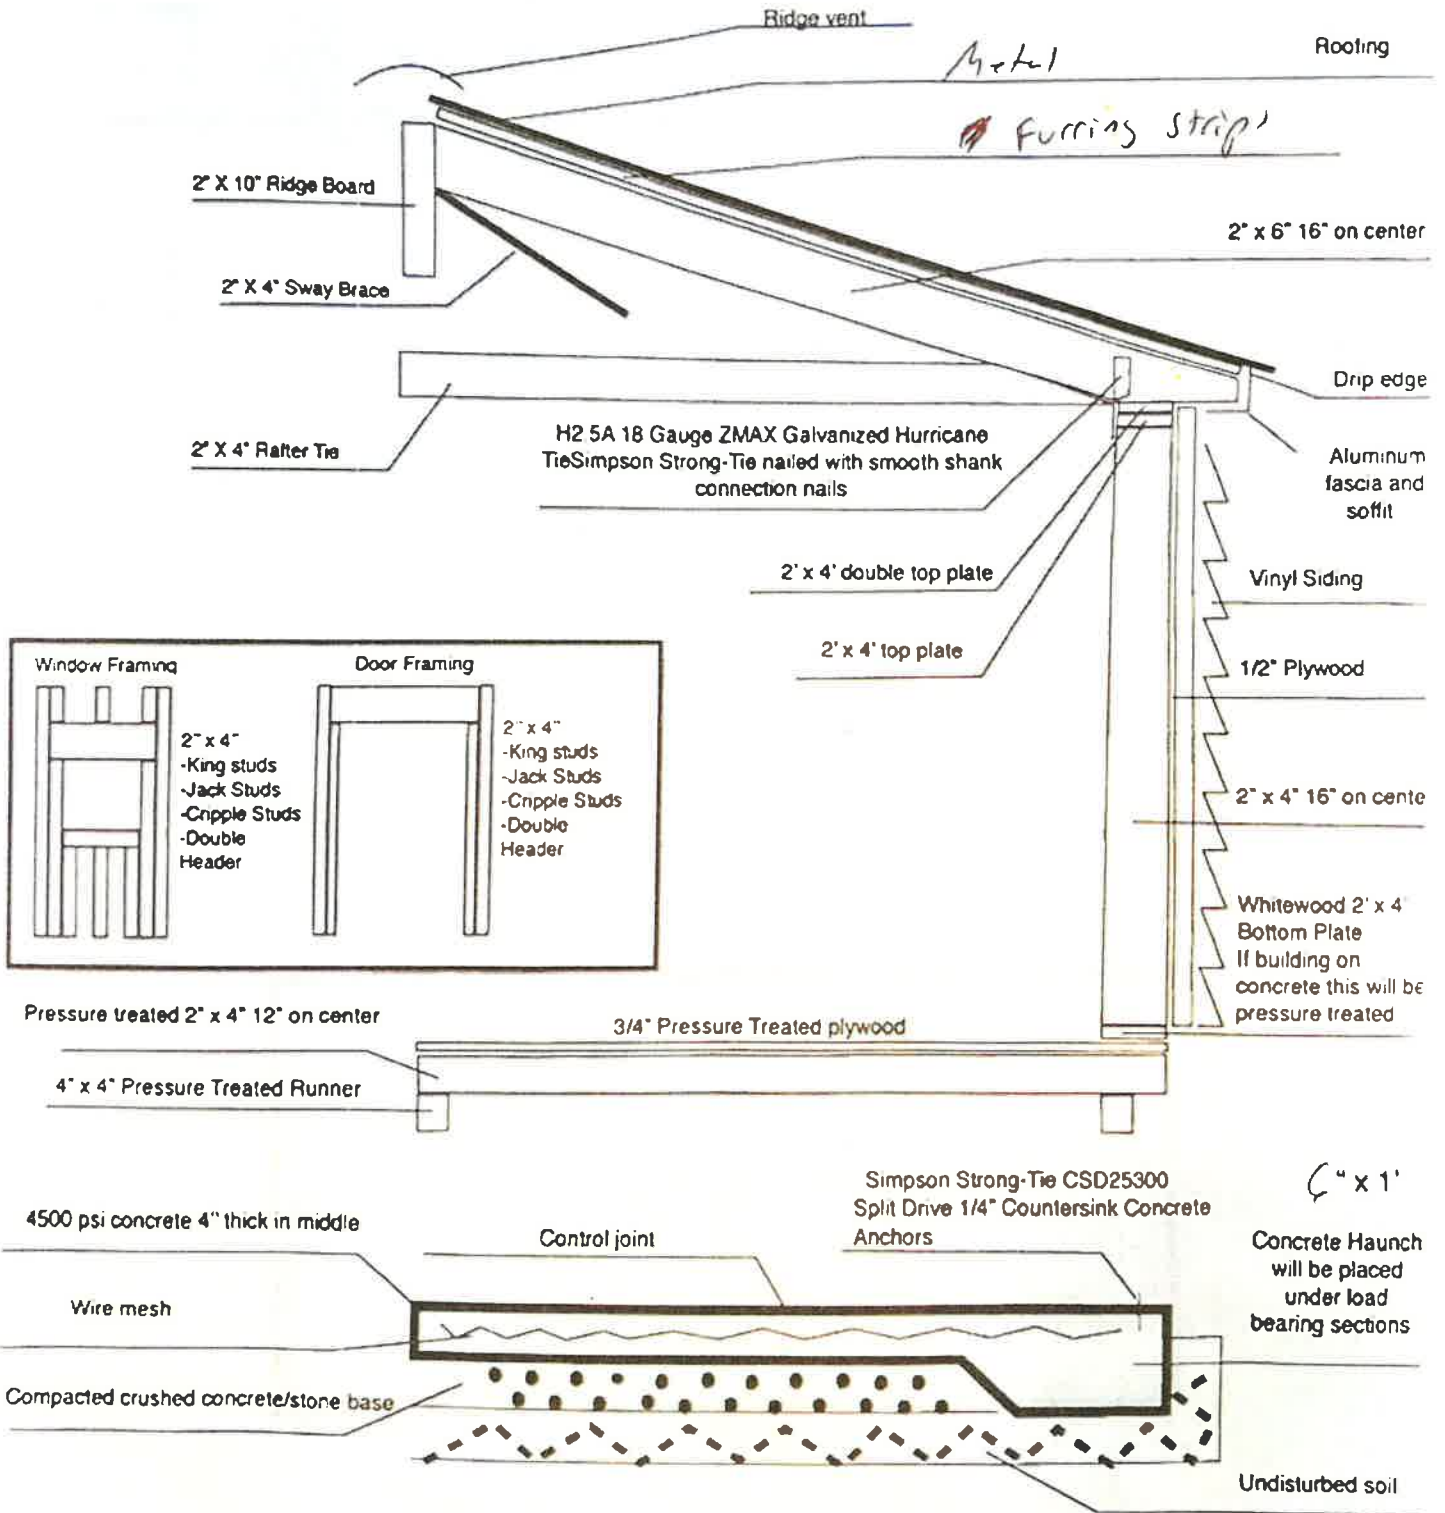 Ridge vent
Metal
Roofing
Furring strips
2" X 10" Ridge Board
2" x 6" 16" on center
2" X 4" Sway Brace
Drip edge
2" X 4" Rafter Tie
H2.5A 18 Gauge ZMAX Galvanized Hurricane
TieSimpson Strong-Tie nailed with smooth shank
connection nails
Aluminum
fascia and
soffit
2' x 4' double top plate
Vinyl Siding
2' x 4' top plate
1/2" Plywood
Window Framing
2" x 4"
-King studs
-Jack Studs
-Cripple Studs
-Double
Header
Door Framing
2" x 4"
-King studs
-Jack Studs
-Cripple Studs
-Double
Header
2" x 4" 16" on cente
Whitewood 2' x 4'
Bottom Plate
If building on
concrete this will be
pressure treated
Pressure treated 2" x 4" 12" on center
3/4" Pressure Treated plywood
4" x 4" Pressure Treated Runner
4500 psi concrete 4" thick in middle
Control joint
Simpson Strong-Tie CSD25300
Split Drive 1/4" Countersink Concrete
Anchors
x 1'
Concrete Haunch
will be placed
under load
bearing sections
Wire mesh
Compacted crushed concrete/stone base
Undisturbed soil